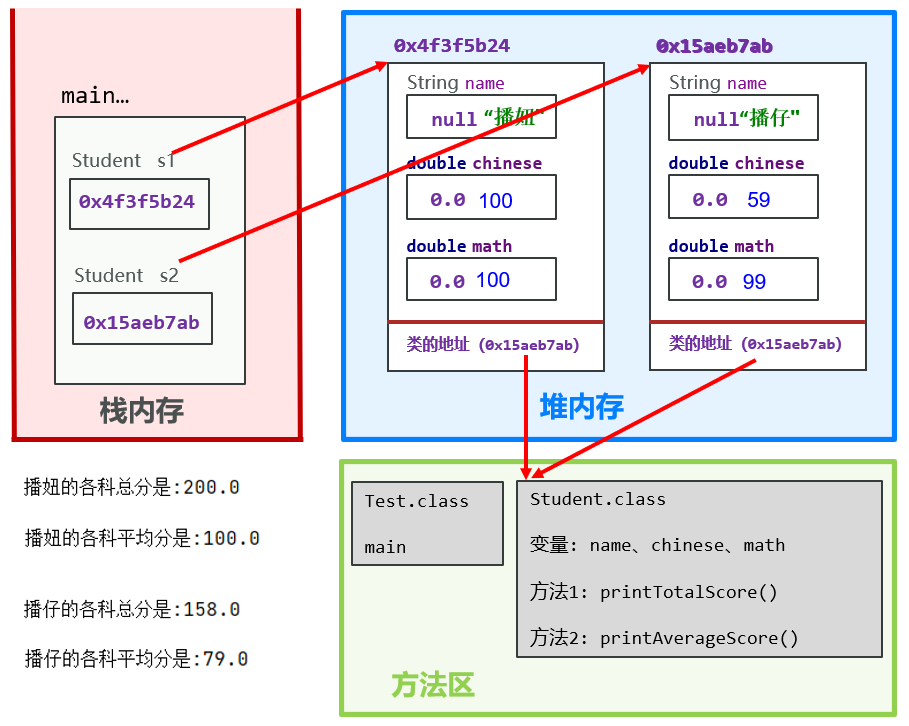 main…
Student s1
0x4f3f5b24
Student s2
0x15aeb7ab
栈内存
0x4f3f5b24
String name
null “播妞”
double chinese
0.0 100
double math
0.0 100
类的地址（0x15aeb7ab）
0x15aeb7ab
String name
null“播仔"
double chinese
0.0 59
double math
0.0 99
类的地址（0x15aeb7ab）
堆内存
播妞的各科总分是:200.0
播妞的各科平均分是:100.0
播仔的各科总分是:158.0
播仔的各科平均分是:79.0
Test.class
main
Student.class
变量: name、chinese、math
方法1: printTotalScore()
方法2: printAverageScore()
方法区